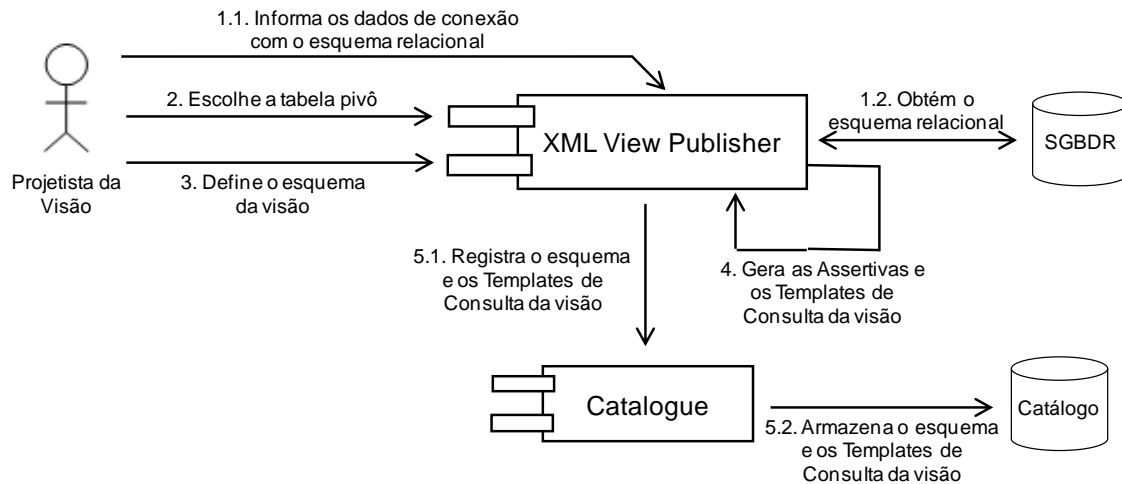 1.1. Informa os dados de conexão
com o esquema relacional
2. Escolhe a tabela pivô
3. Define o esquema
da visão
Projetista da
Visão
XML View Publisher
1.2. Obtém o
esquema relacional
SGBDR
5.1. Registra o esquema
e os Templates de
Consulta da visão
4. Gera as Assertivas e
os Templates de
Consulta da visão
Catalogue
5.2. Armazena o esquema
e os Templates de
Consulta da visão
Catálogo